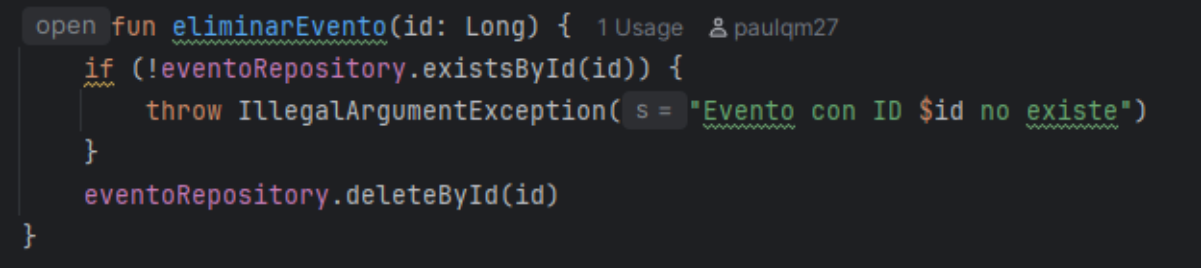 open fun eliminarEvento(id: Long) { 1 Usage paulqm27
if (!eventoRepository.existsById(id)) {
throw IllegalArgumentException( s = "Evento con ID $id no existe")
}
eventoRepository.deleteById(id)
}